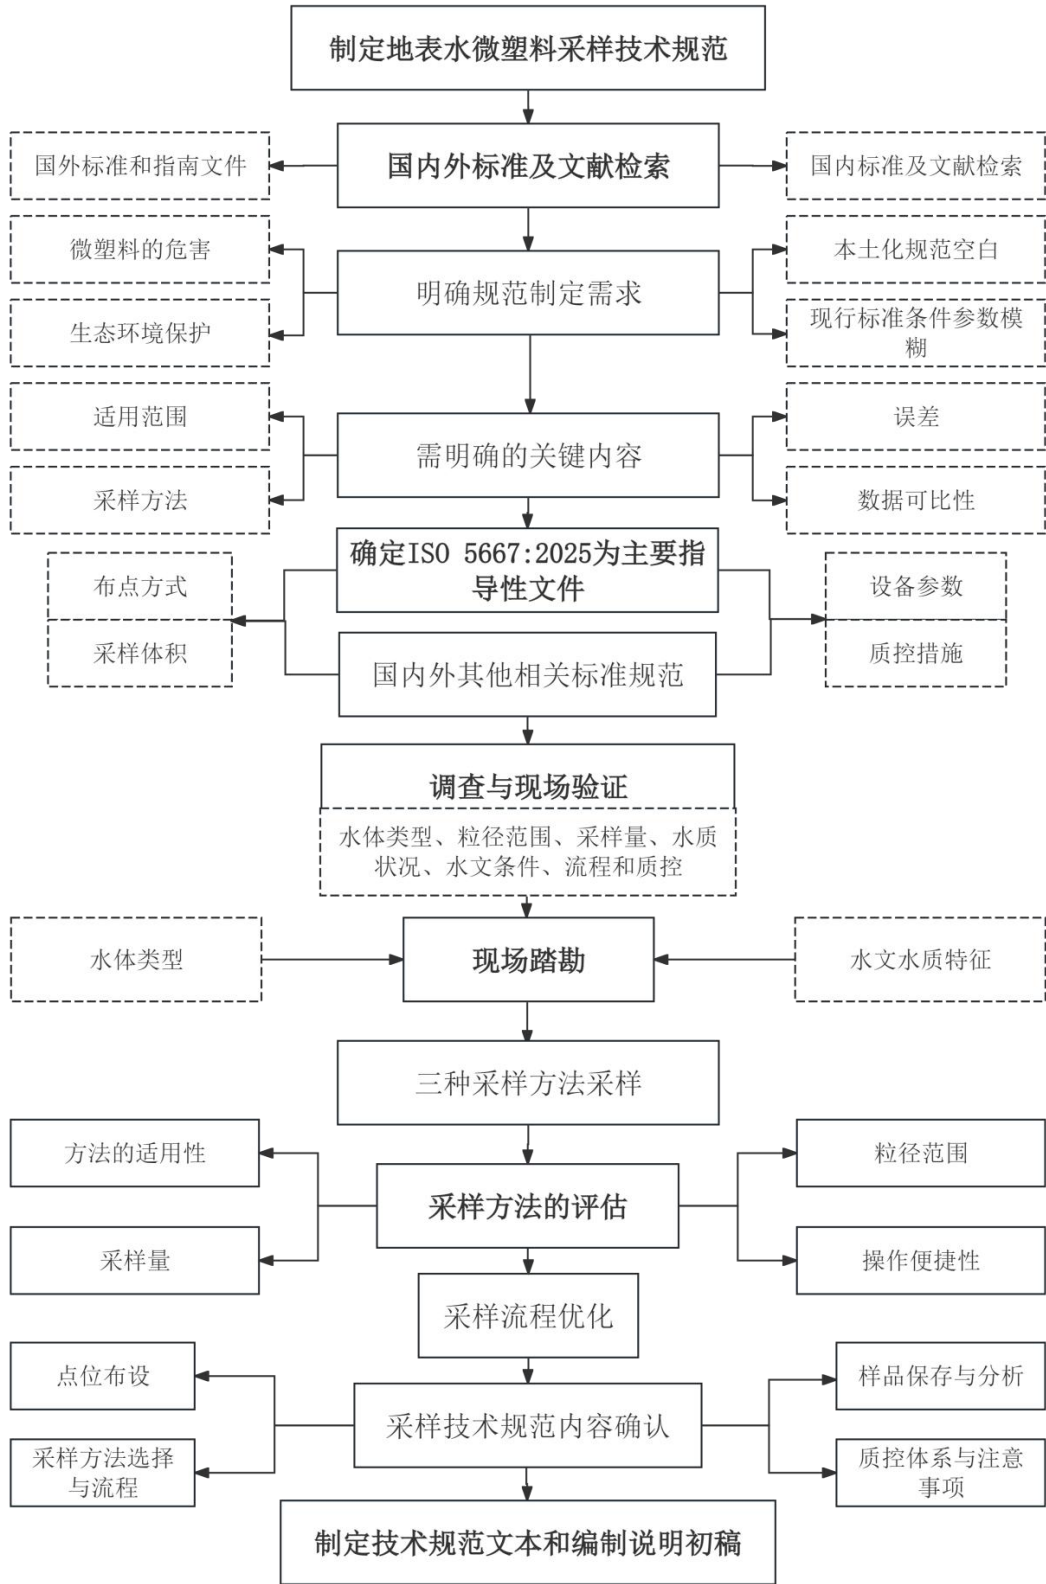 制定地表水微塑料采样技术规范
国外标准和指南文件
国内外标准及文献检索
国内标准及文献检索
微塑料的危害
生态环境保护
明确规范制定需求
本土化规范空白
现行标准条件参数模
糊
适用范围
采样方法
需明确的关键内容
误差
数据可比性
布点方式
采样体积
确定ISO 5667:2025为主要指
导性文件
国内外其他相关标准规范
设备参数
质控措施
调查与现场验证
水体类型、粒径范围、采样量、水质
状况、水文条件、流程和质控
水体类型
现场踏勘
水文水质特征
三种采样方法采样
方法的适用性
采样量
采样方法的评估
粒径范围
操作便捷性
采样流程优化
点位布设
采样方法选择
与流程
采样技术规范内容确认
样品保存与分析
质控体系与注意
事项
制定技术规范文本和编制说明初稿